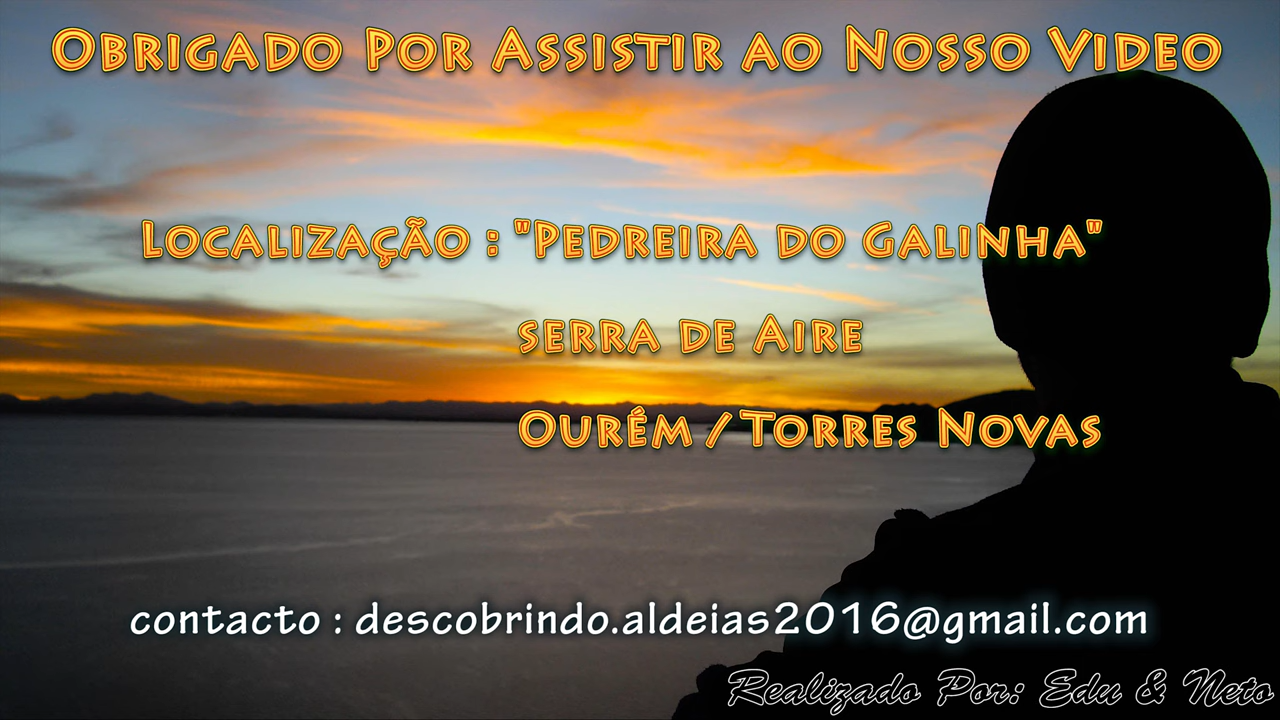 Obrigado Por Assistir ao Nosso Video
Localização : "Pedreira do Galinha"
serra de Aire
Ourém / Torres Novas
contacto : descobrindo.aldeias2016@gmail.com
Realizado Por: Edu & Neto